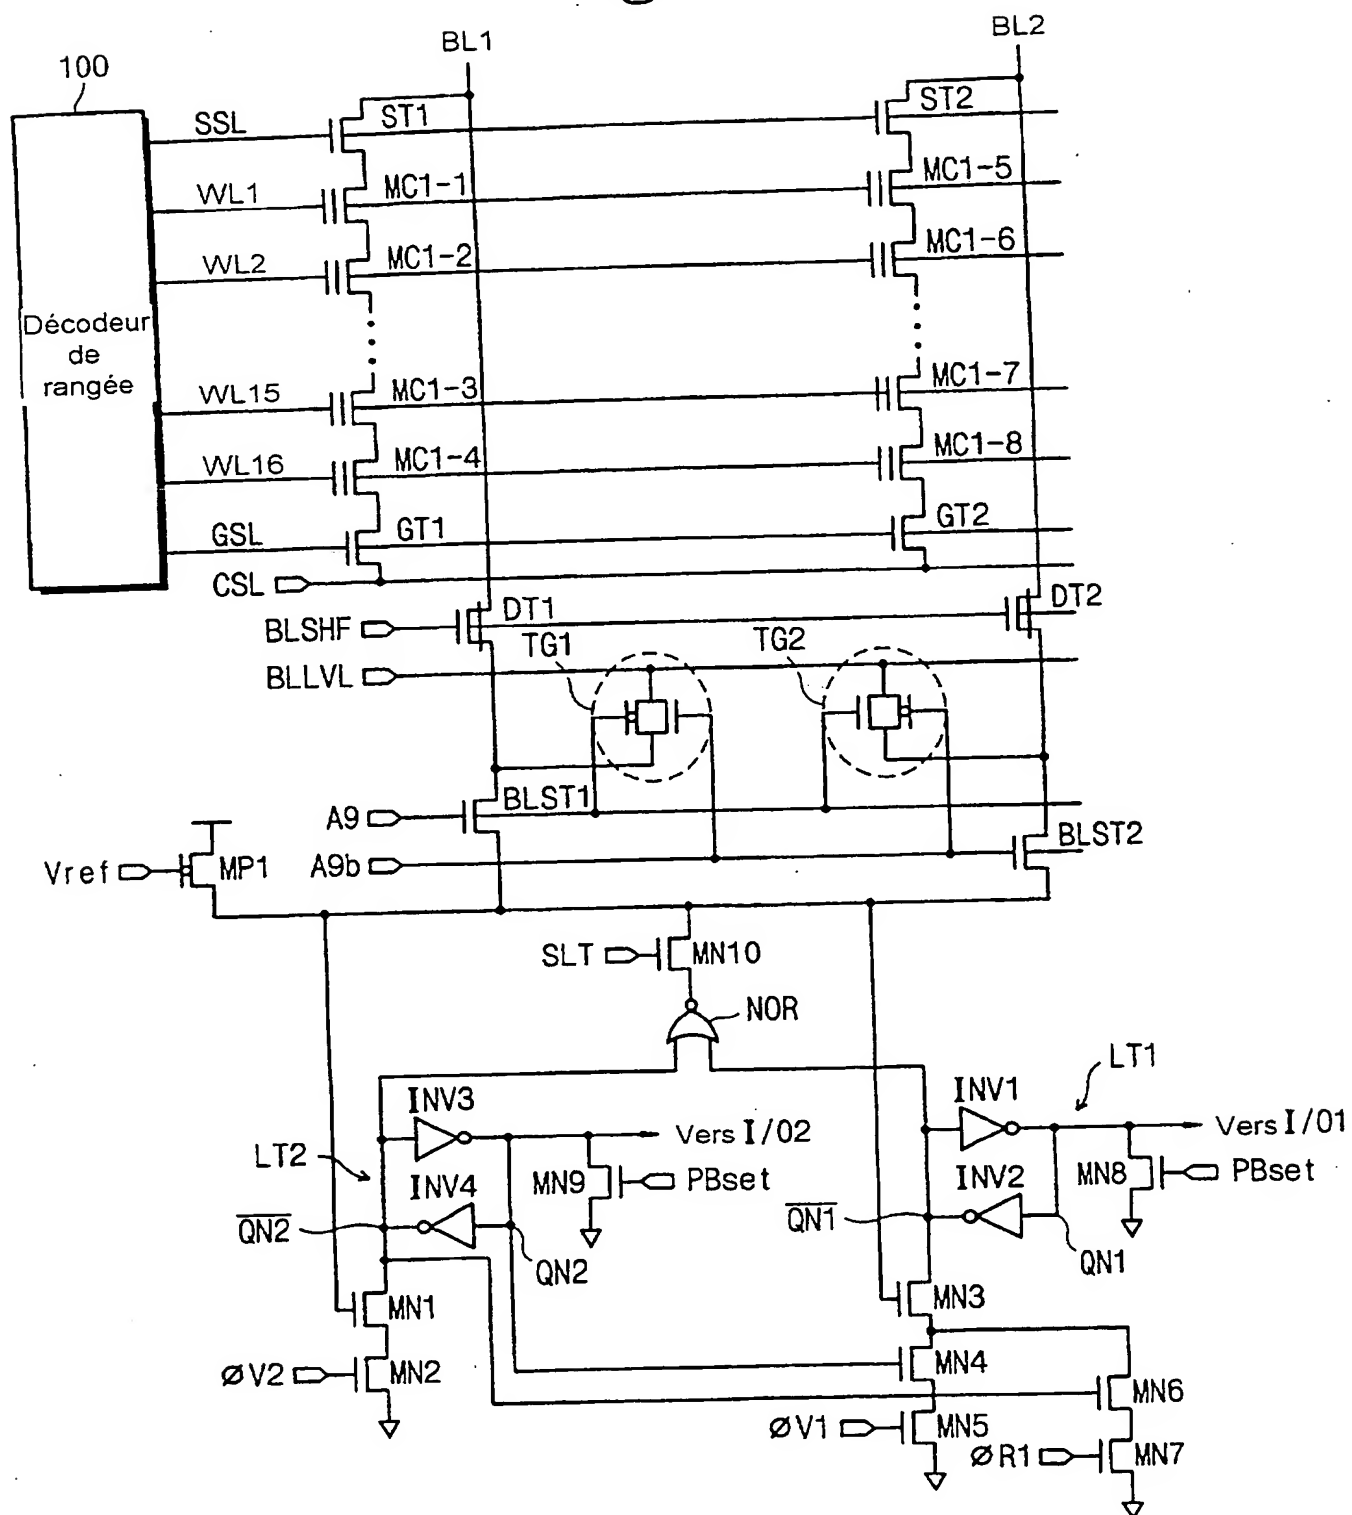 BL1
BL2
100
SSL
ST1
ST2
WL1
MC1-1
MC1-5
WL2
MC1-2
MC1-6
Décodeur
de
rangée
WL15
MC1-3
MC1-7
WL16
MC1-4
MC1-8
GSL
GT1
GT2
CSL
BLSHF
DT1
DT2
TG1
TG2
BLLVL
A9
BLST1
BLST2
Vref
MP1
A9b
SLT
MN10
NOR
LT1
INV3
INV1
Vers I/02
Vers I/01
LT2
INV4
MN9
PBset
INV2
MN8
PBset
QN2
QN1
QN2
QN1
MN1
MN3
ØV2
MN2
MN4
MN6
ØV1
MN5
ØR1
MN7